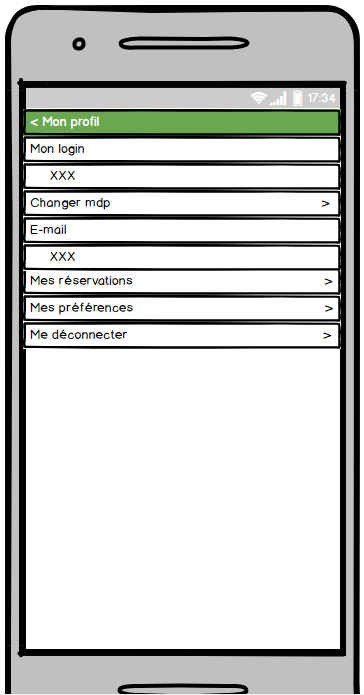 17:34
< Mon profil
Mon login
XXX
Changer mdp >
E-mail
XXX
Mes réservations >
Mes préférences >
Me déconnecter >